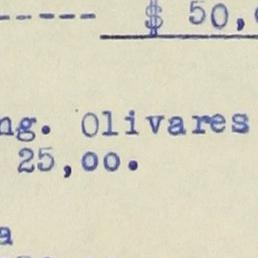 ----- $ 50,
ng. Olivares
25,oo.
a